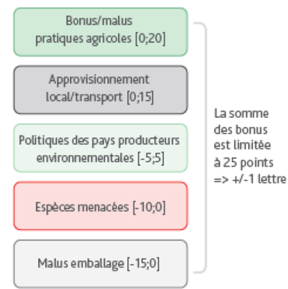 Bonus/malus
pratiques agricoles [0;20]
Approvisionnement
local/transport [0;15]
Politiques des pays producteurs
environnementales [-5;5]
Espèces menacées [-10;0]
Malus emballage [-15;0]
La somme
des bonus
est limitée
à 25 points
=> +/-1 lettre